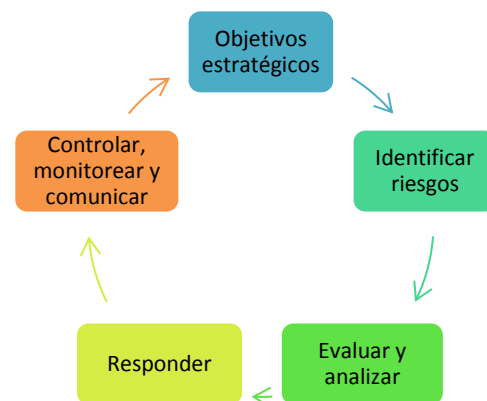 Objetivos
estratégicos
Identificar
riesgos
Evaluar y
analizar
Responder
Controlar,
monitorear y
comunicar